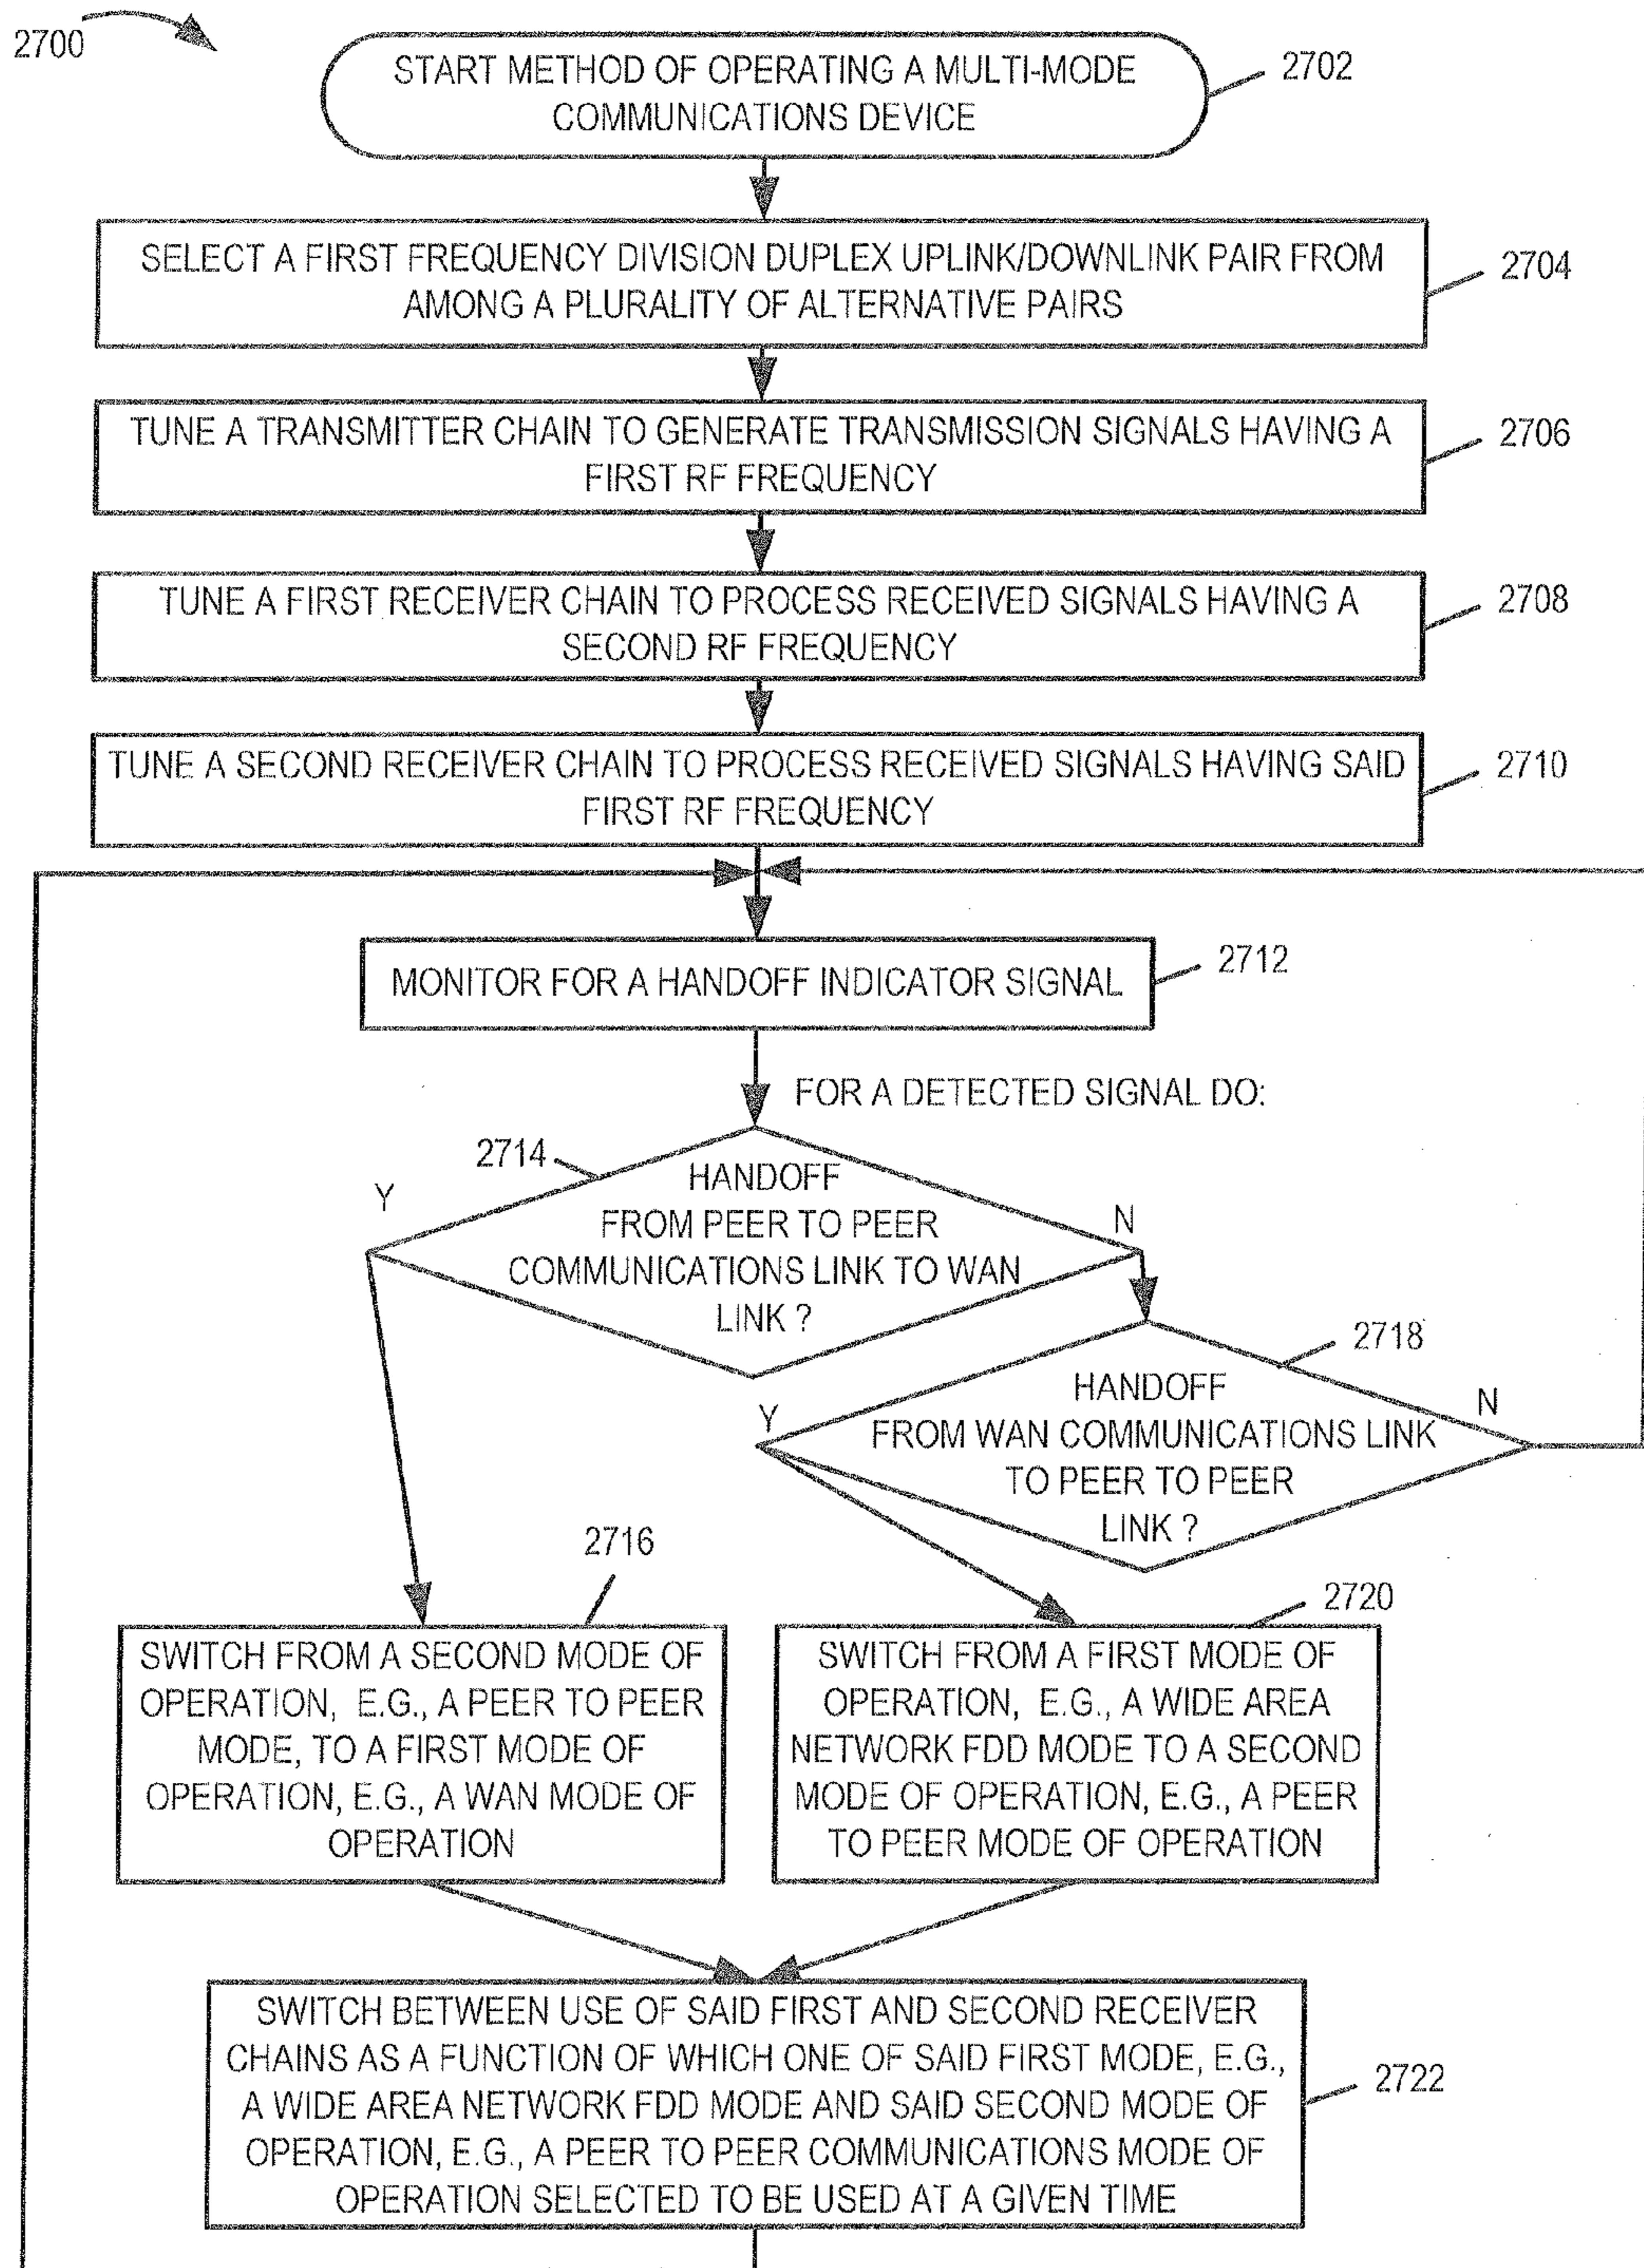 2700
START METHOD OF OPERATING A MULTI-MODE
COMMUNICATIONS DEVICE
2702
SELECT A FIRST FREQUENCY DIVISION DUPLEX UPLINK/DOWNLINK PAIR FROM
AMONG A PLURALITY OF ALTERNATIVE PAIRS
2704
TUNE A TRANSMITTER CHAIN TO GENERATE TRANSMISSION SIGNALS HAVING A
FIRST RF FREQUENCY
2706
TUNE A FIRST RECEIVER CHAIN TO PROCESS RECEIVED SIGNALS HAVING A
SECOND RF FREQUENCY
2708
TUNE A SECOND RECEIVER CHAIN TO PROCESS RECEIVED SIGNALS HAVING SAID
FIRST RF FREQUENCY
2710
MONITOR FOR A HANDOFF INDICATOR SIGNAL
2712
FOR A DETECTED SIGNAL DO:
2714
Y
HANDOFF
FROM PEER TO PEER
COMMUNICATIONS LINK TO WAN
LINK ?
N
2718
Y
HANDOFF
FROM WAN COMMUNICATIONS LINK
TO PEER TO PEER
LINK ?
N
2716
SWITCH FROM A SECOND MODE OF
OPERATION, E.G., A PEER TO PEER
MODE, TO A FIRST MODE OF
OPERATION, E.G., A WAN MODE OF
OPERATION
2720
SWITCH FROM A FIRST MODE OF
OPERATION, E.G., A WIDE AREA
NETWORK FDD MODE TO A SECOND
MODE OF OPERATION, E.G., A PEER
TO PEER MODE OF OPERATION
SWITCH BETWEEN USE OF SAID FIRST AND SECOND RECEIVER
CHAINS AS A FUNCTION OF WHICH ONE OF SAID FIRST MODE, E.G.,
A WIDE AREA NETWORK FDD MODE AND SAID SECOND MODE OF
OPERATION, E.G., A PEER TO PEER COMMUNICATIONS MODE OF
OPERATION SELECTED TO BE USED AT A GIVEN TIME
2722